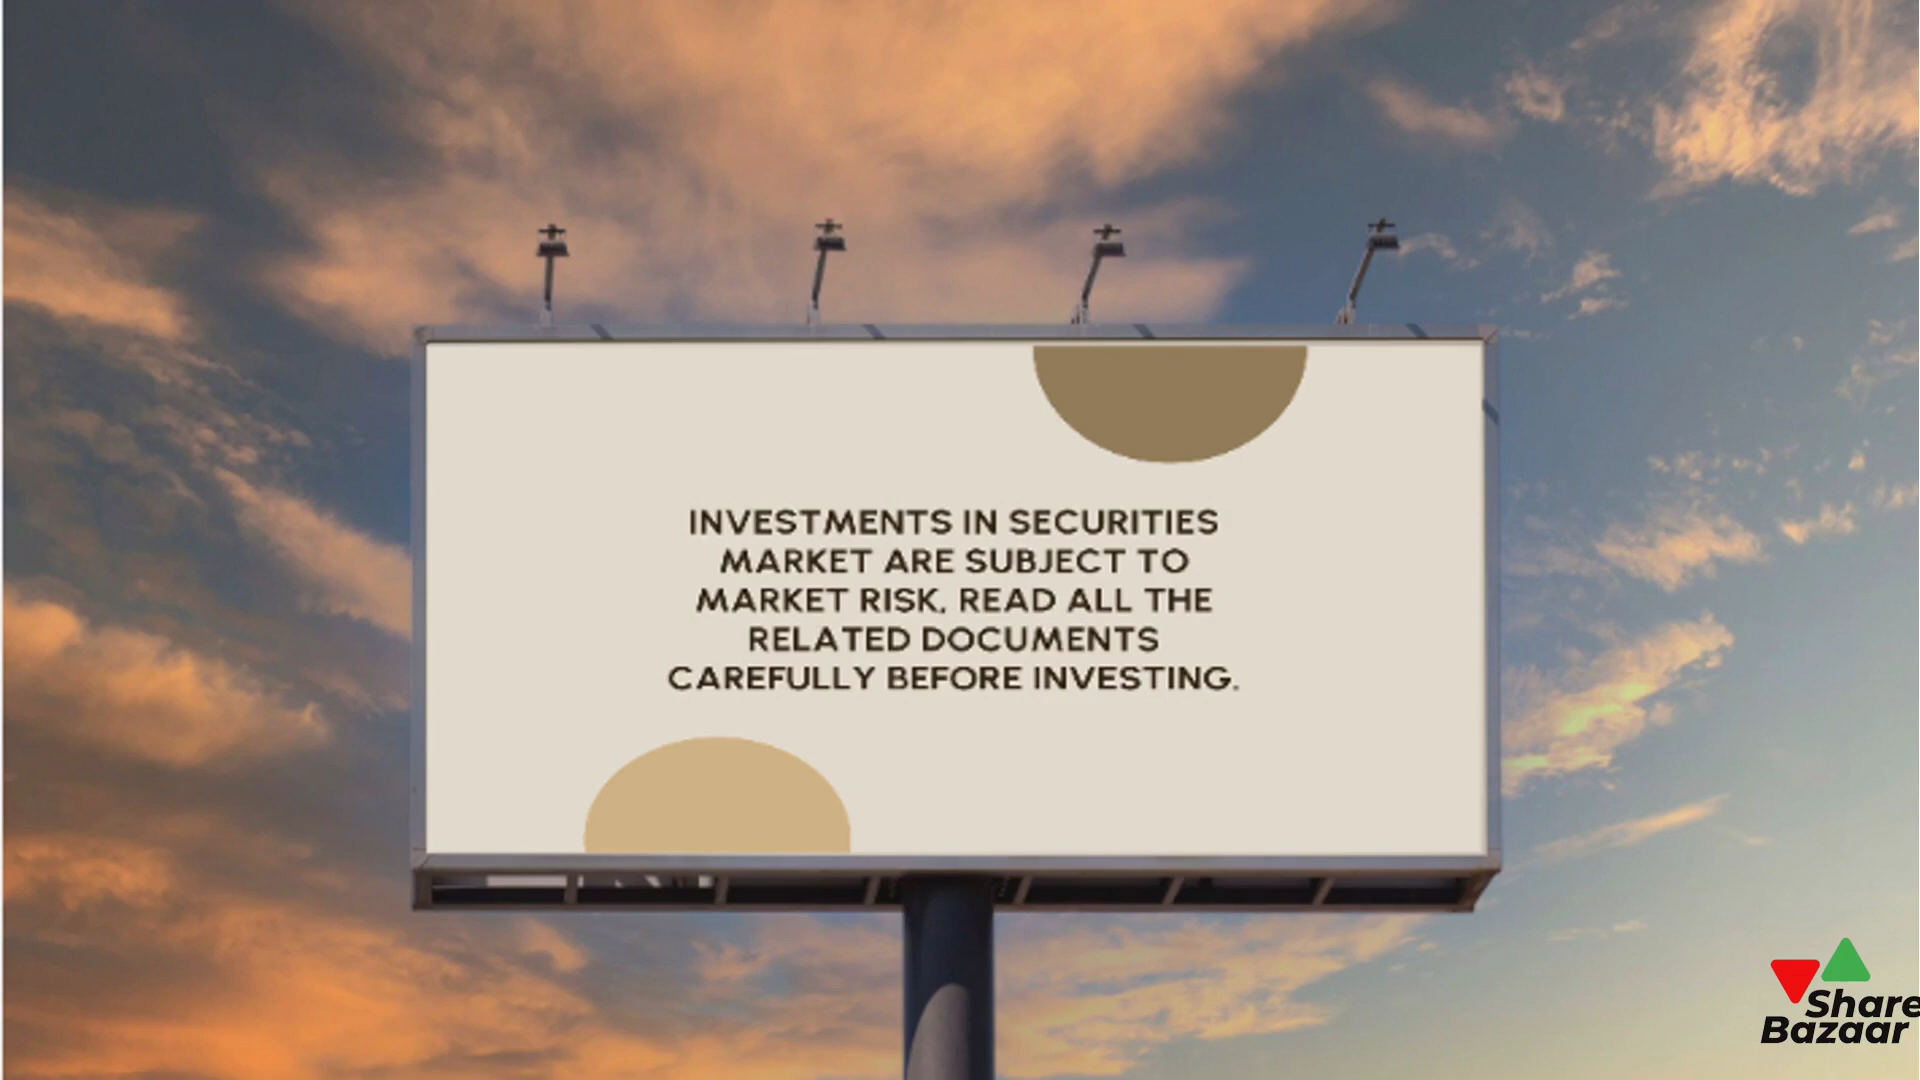 INVESTMENTS IN SECURITIES
MARKET ARE SUBJECT TO
MARKET RISK, READ ALL THE
RELATED DOCUMENTS
CAREFULLY BEFORE INVESTING.
Share
Bazaar